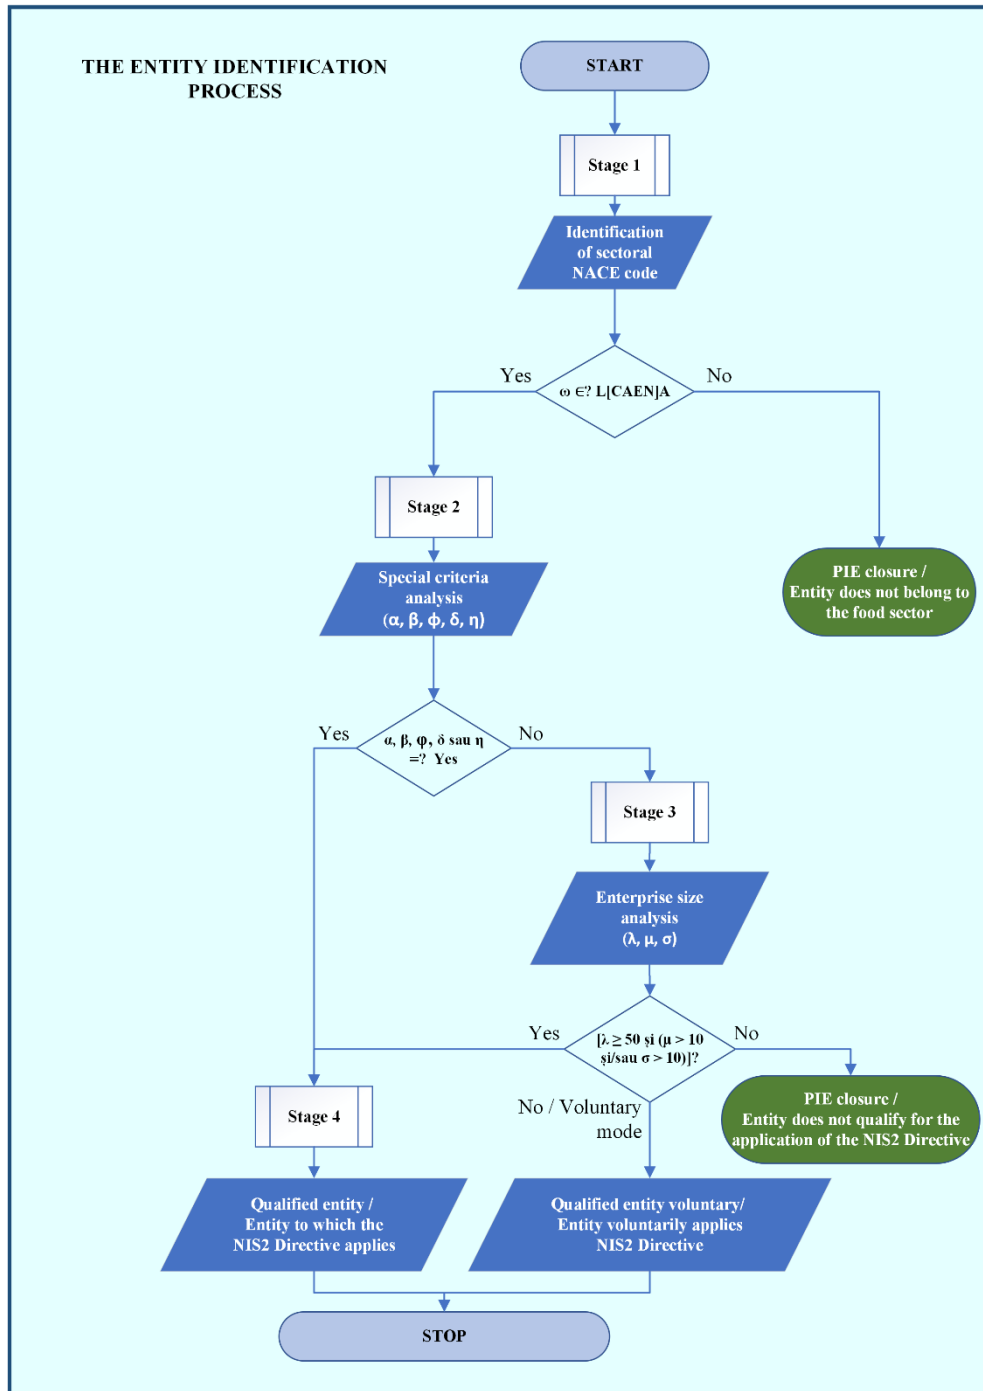 THE ENTITY IDENTIFICATION
PROCESS
START
Stage 1
Identification
of sectoral
NACE code
Yes
ω ∈? L[CAEN]A
No
Stage 2
Special criteria
analysis
(α, β, ф, δ, η)
PIE closure /
Entity does not belong to
the food sector
Yes
α, β, φ, δ sau η
=? Yes
No
Stage 3
Enterprise size
analysis
(λ, μ, σ)
Yes
[λ ≥ 50 și (μ > 10
și/sau σ > 10)]?
No
No / Voluntary
mode
Stage 4
PIE closure /
Entity does not qualify for the
application of the NIS2 Directive
Qualified entity /
Entity to which the
NIS2 Directive applies
Qualified entity voluntary/
Entity voluntarily applies
NIS2 Directive
STOP